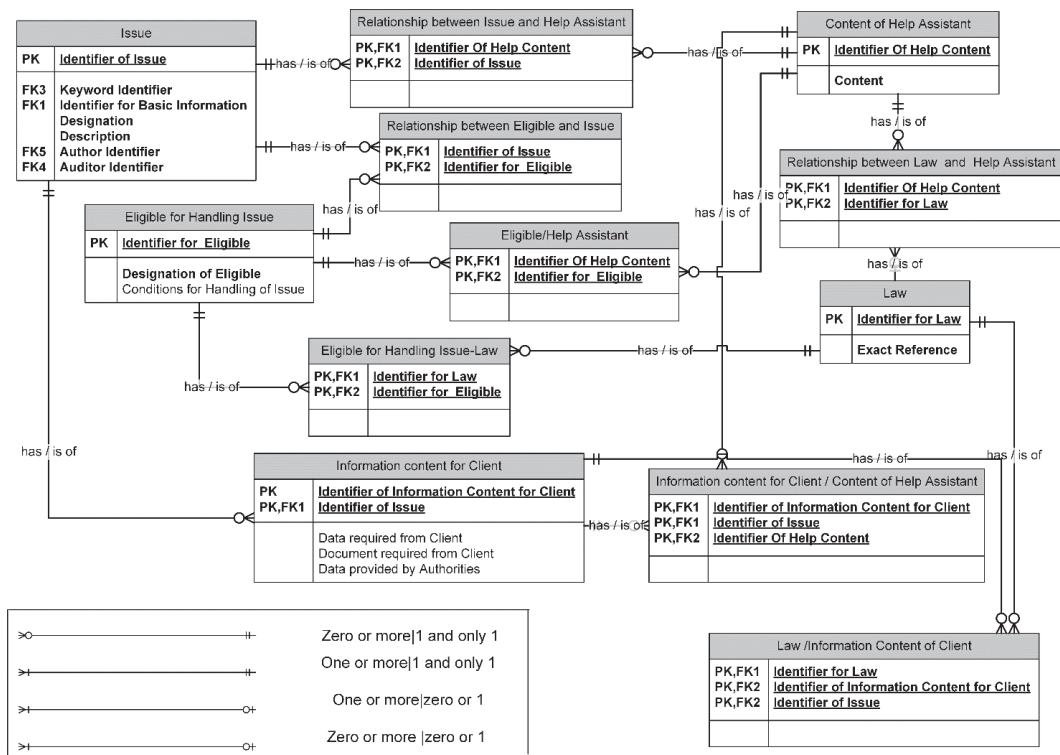 Issue
PK Identifier of Issue
FK3 Keyword Identifier
FK1 Identifier for Basic Information
Designation
Description
FK5 Author Identifier
FK4 Auditor Identifier
has / is of
Relationship between Issue and Help Assistant
PK,FK1 Identifier Of Help Content
PK,FK2 Identifier of Issue
has / is of
Content of Help Assistant
PK Identifier Of Help Content
Content
has / is of
has / is of
Relationship between Eligible and Issue
PK,FK1 Identifier of Issue
PK,FK2 Identifier for Eligible
has / is of
Relationship between Law and Help Assistant
PK,FK1 Identifier Of Help Content
PK,FK2 Identifier for Law
has / is of
has / is of
Eligible for Handling Issue
PK Identifier for Eligible
Designation of Eligible
Conditions for Handling of Issue
has / is of
Eligible/Help Assistant
PK,FK1 Identifier Of Help Content
PK,FK2 Identifier for Eligible
has / is of
has / is of
Law
PK Identifier for Law
Exact Reference
Eligible for Handling Issue-Law
PK,FK1 Identifier for Law
PK,FK2 Identifier for Eligible
has / is of
has / is of
has / is of
has / is of
Information content for Client
PK Identifier of Information Content for Client
PK,FK1 Identifier of Issue
Data required from Client
Document required from Client
Data provided by Authorities
has / is of
has / is of
Information content for Client / Content of Help Assistant
PK,FK1 Identifier of Information Content for Client
PK,FK1 Identifier of Issue
PK,FK2 Identifier Of Help Content
Law /Information Content of Client
PK,FK1 Identifier for Law
PK,FK2 Identifier of Information Content for Client
PK,FK2 Identifier of Issue
Zero or more|1 and only 1
One or more|1 and only 1
One or more|zero or 1
Zero or more |zero or 1